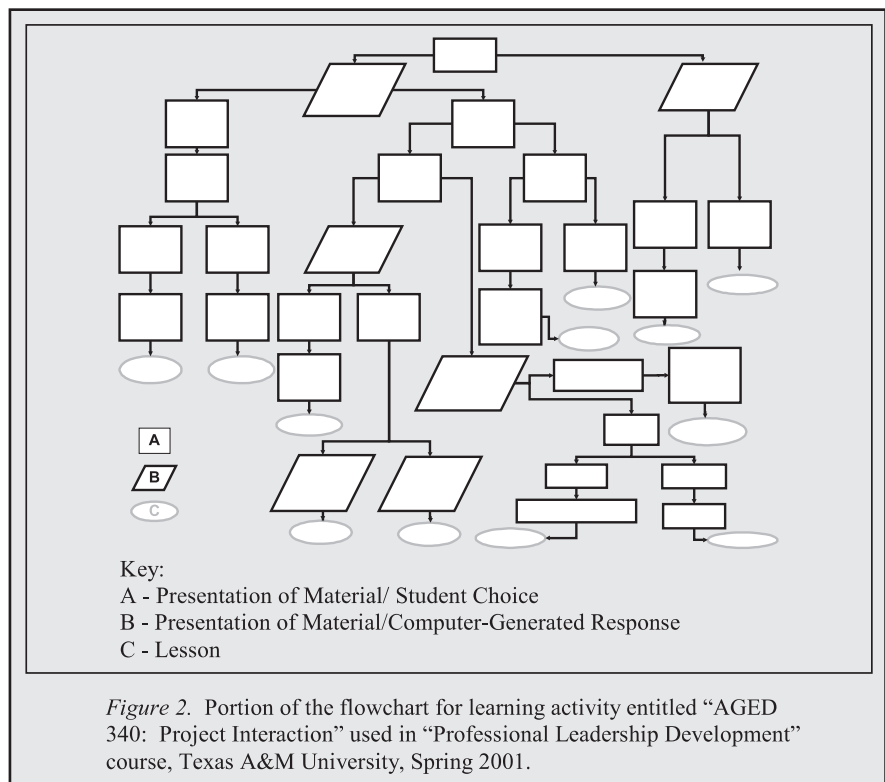 A
B
C
Key:
A - Presentation of Material/ Student Choice
B - Presentation of Material/Computer-Generated Response
C - Lesson
Figure 2. Portion of the flowchart for learning activity entitled “AGED
340: Project Interaction” used in “Professional Leadership Development”
course, Texas A&M University, Spring 2001.